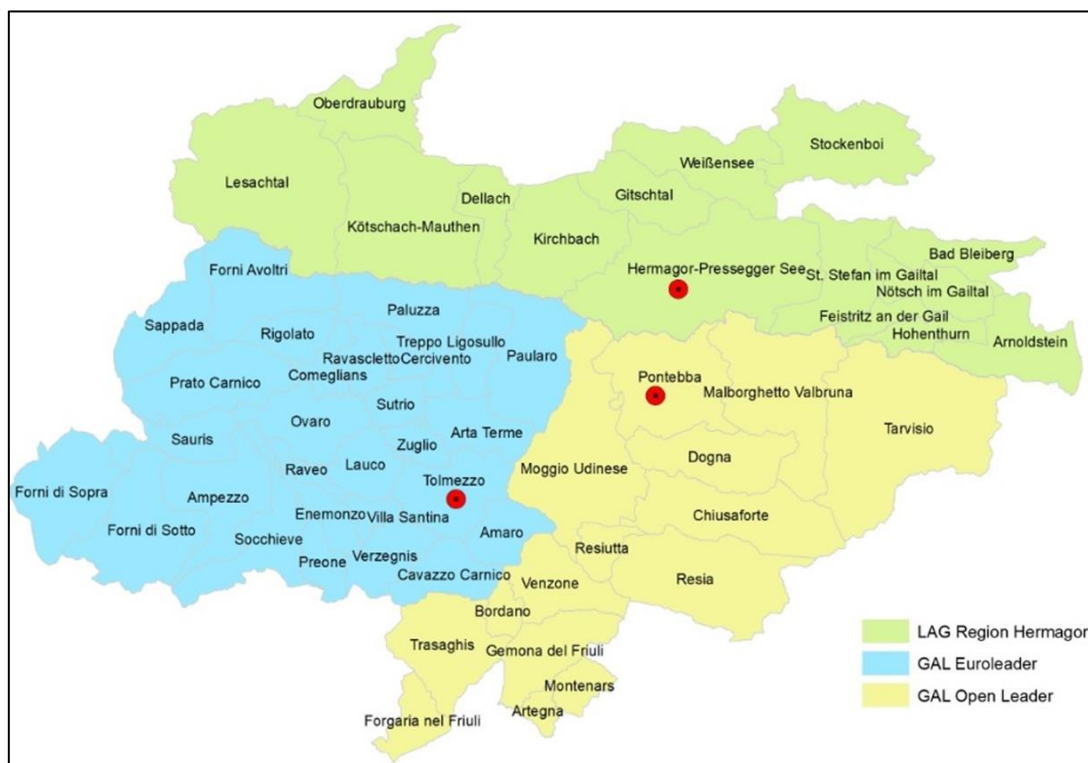 Oberdrauburg
Stockenboi
Weißensee
Lesachtal
Gitschtal
Dellach
Kötschach-Mauthen
Kirchbach
Bad Bleiberg
Hermagor-Pressegger See
St. Stefan im Gailtal
Nötsch im Gailtal
Feistritz an der Gail
Hohenthurn
Arnoldstein
Forni Avoltri
Paluzza
Sappada
Rigolato
Treppo Ligosullo
Ravascletto
Cercivento
Paularo
Comeglians
Prato Carnico
Pontebba
Malborghetto Valbruna
Sutrio
Ovaro
Arta Terme
Tarvisio
Sauris
Zuglio
Dogna
Raveo
Lauco
Moggio Udinese
Tolmezzo
Forni di Sopra
Ampezzo
Chiusaforte
Enemonzo
Villa Santina
Forni di Sotto
Amaro
Socchieve
Resiutta
Verzegnis
Preone
Cavazzo Carnico
Venzone
Resia
Bordano
Trasaghis
Gemona del Friuli
Montenars
Artegna
Forgaria nel Friuli
LAG Region Hermagor
GAL Euroleader
GAL Open Leader